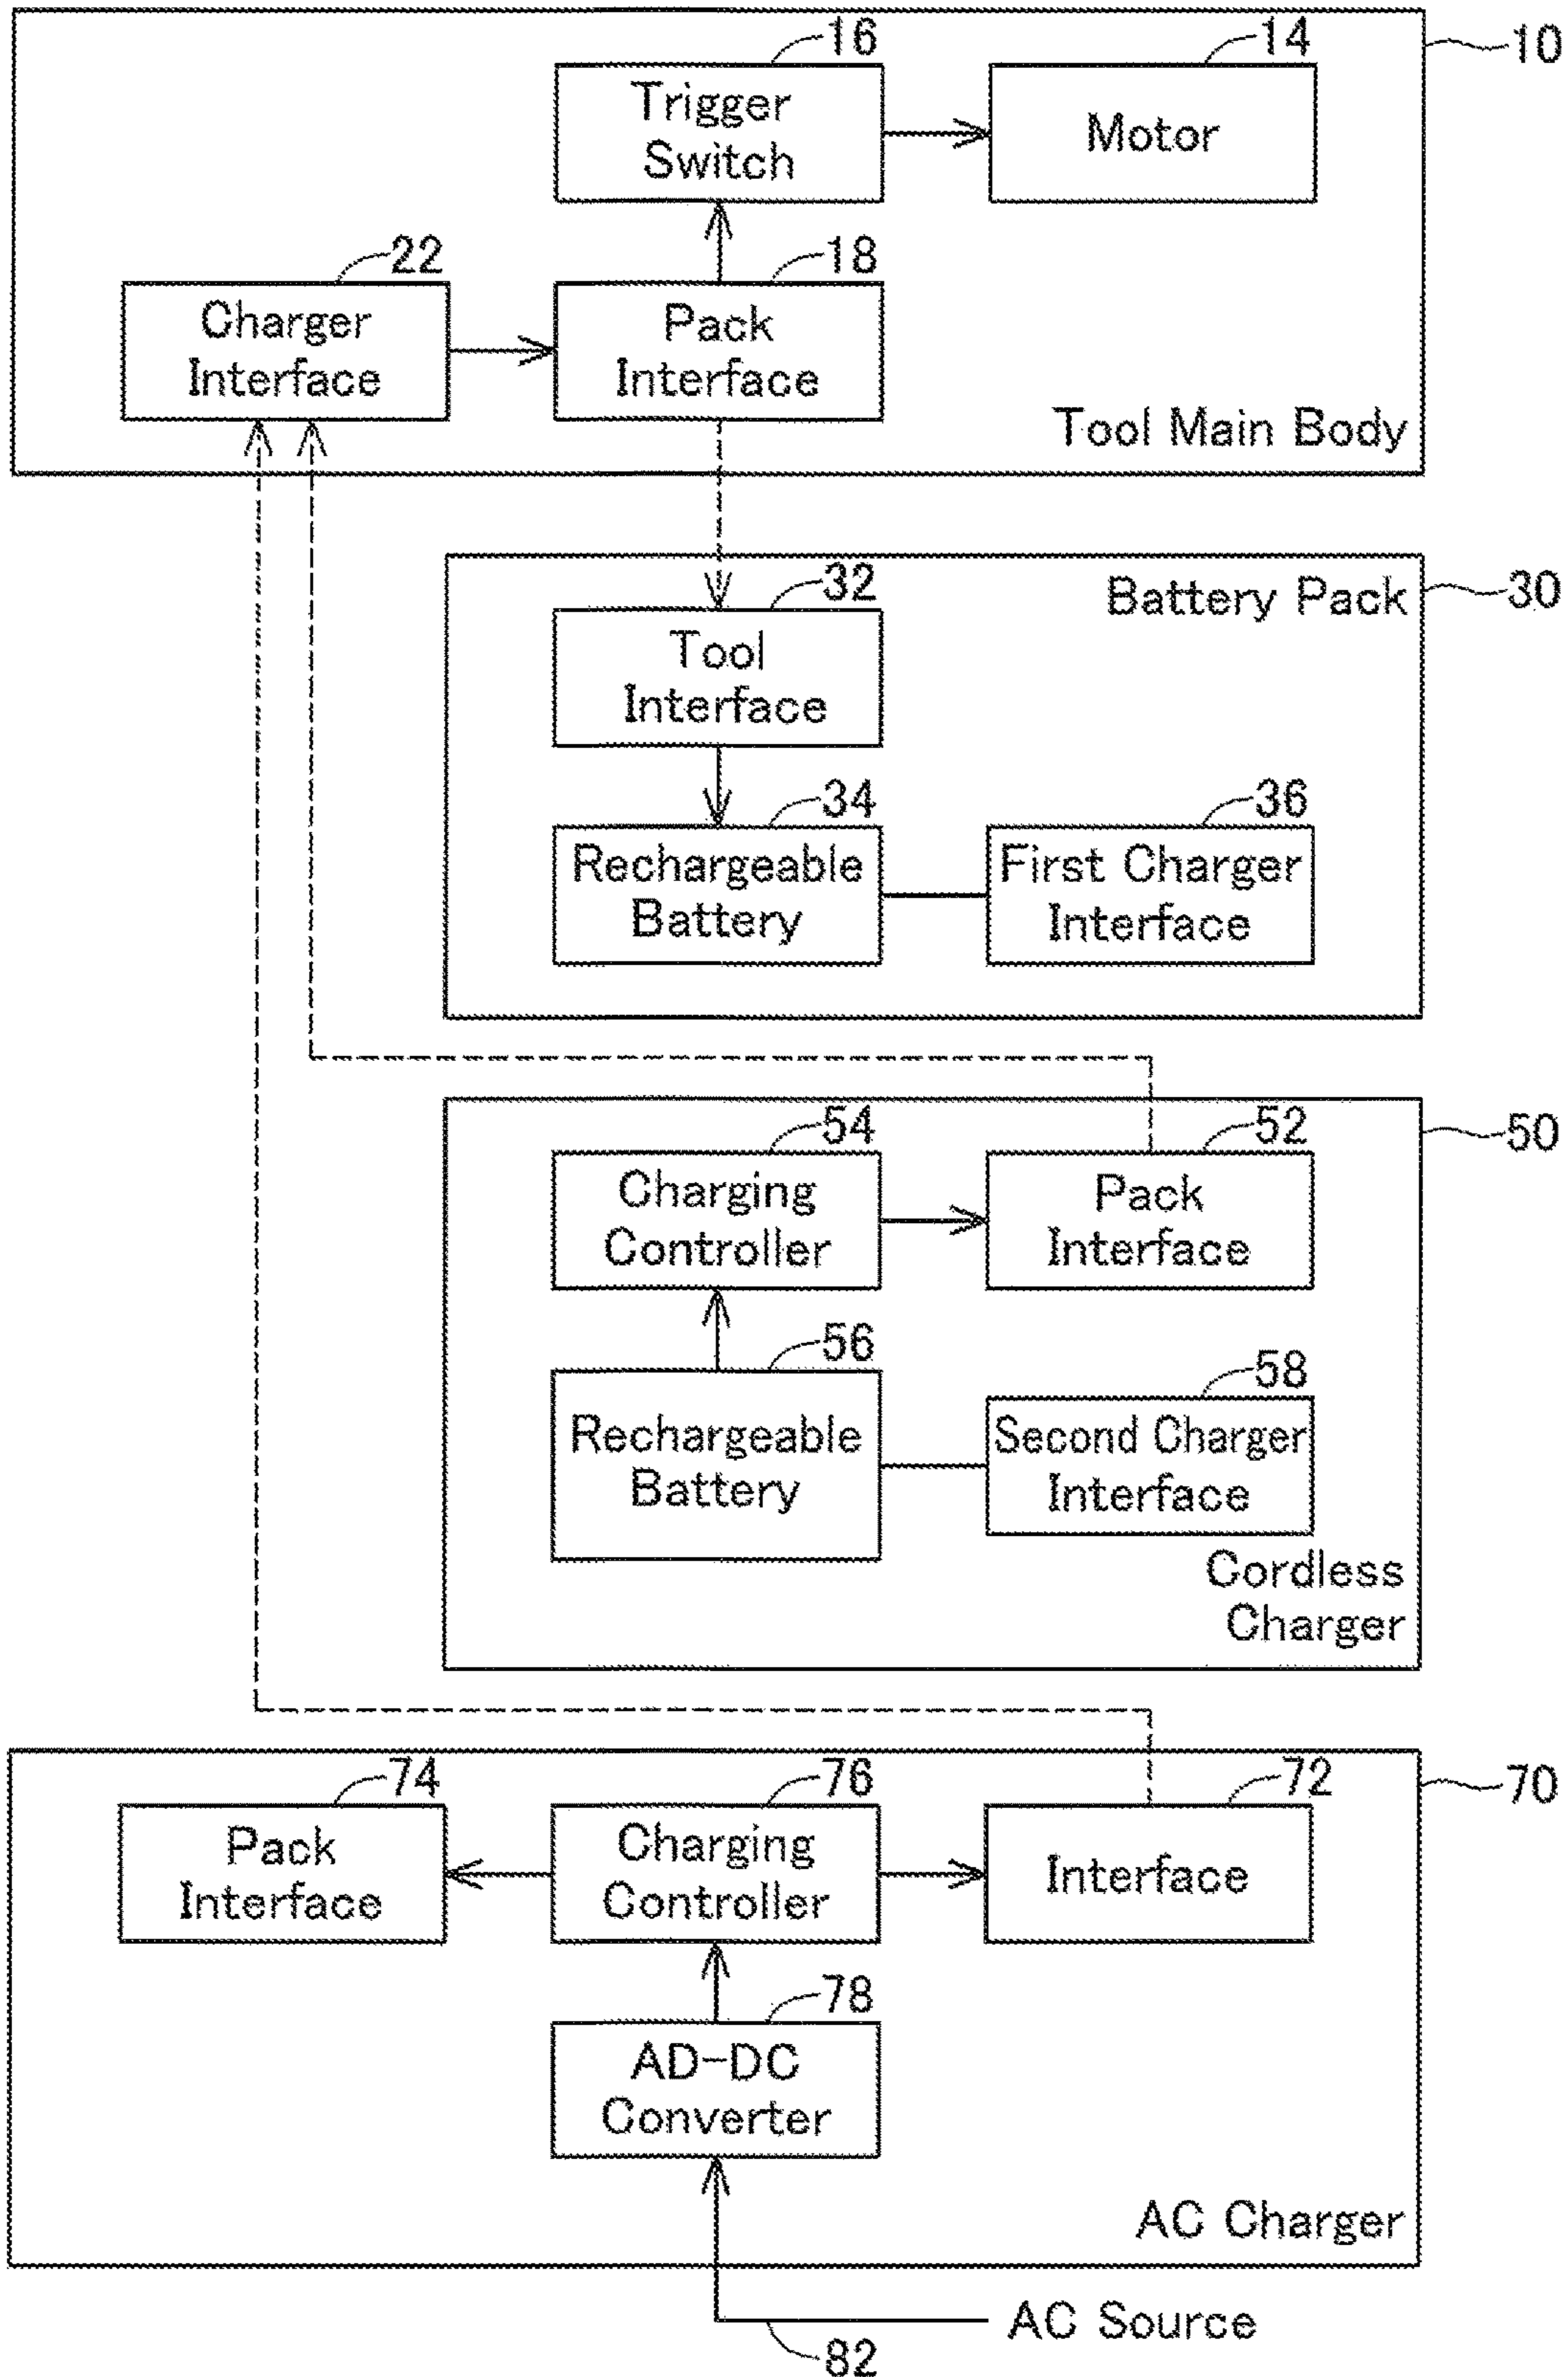 16
14
10
Trigger
Switch
Motor
22
18
Charger
Interface
Pack
Interface
Tool Main Body
32
Battery Pack
30
Tool
Interface
34
36
Rechargeable
Battery
First Charger
Interface
54
52
50
Charging
Controller
Pack
Interface
56
58
Rechargeable
Battery
Second Charger
Interface
Cordless
Charger
74
76
72
70
Pack
Interface
Charging
Controller
Interface
78
AD-DC
Converter
AC Charger
AC Source
82